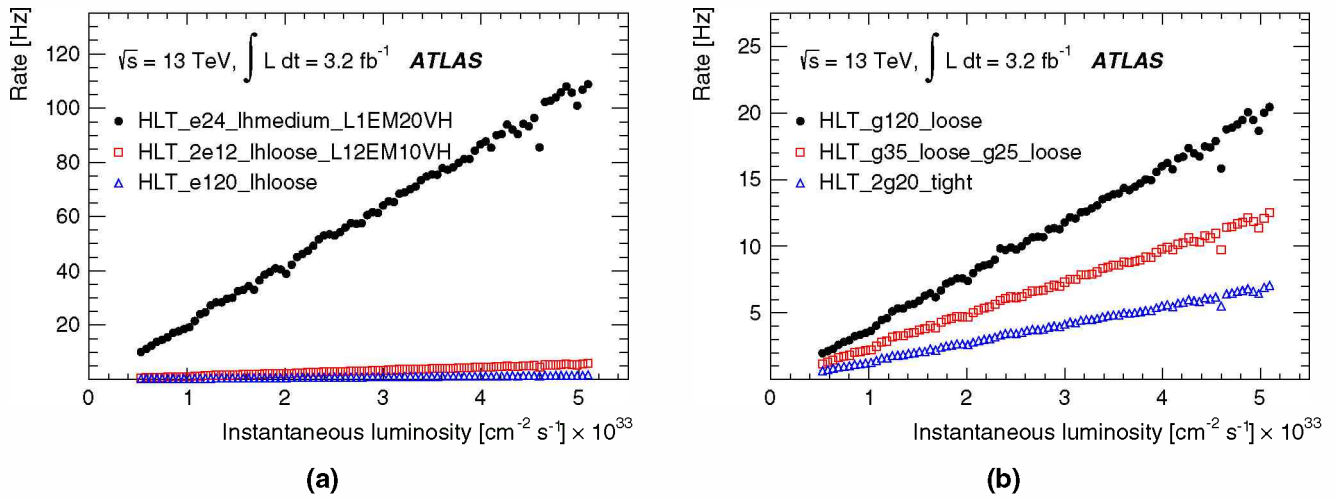 Rate [Hz]
120
100
80
60
40
20
√s = 13 TeV, ∫ L dt = 3.2 fb⁻¹ ATLAS
HLT_e24_lhmedium_L1EM20VH
HLT_2e12_lhloose_L12EM10VH
HLT_e120_lhloose
0 1 2 3 4 5
Instantaneous luminosity [cm⁻² s⁻¹] × 10³³
(a)
Rate [Hz]
25
20
15
10
5
√s = 13 TeV, ∫ L dt = 3.2 fb⁻¹ ATLAS
HLT_g120_loose
HLT_g35_loose_g25_loose
HLT_2g20_tight
0 1 2 3 4 5
Instantaneous luminosity [cm⁻² s⁻¹] × 10³³
(b)